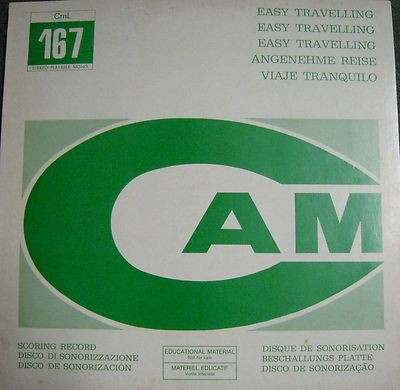 CmL
167
STEREO-PLAYABLE MONO
EASY TRAVELLING
EASY TRAVELLING
EASY TRAVELLING
ANGENEHME REISE
VIAJE TRANQUILO
CAM
SCORING RECORD
DISCO DI SONORIZZAZIONE
DISCO DE SONORIZACIÓN
EDUCATIONAL MATERIAL
Not for sale
MATERIEL EDUCATIF
Vente Interdite
DISQUE DE SONORISATION
BESCHALLUNGS PLATTE
DISCO DE SONORIZAÇÃO